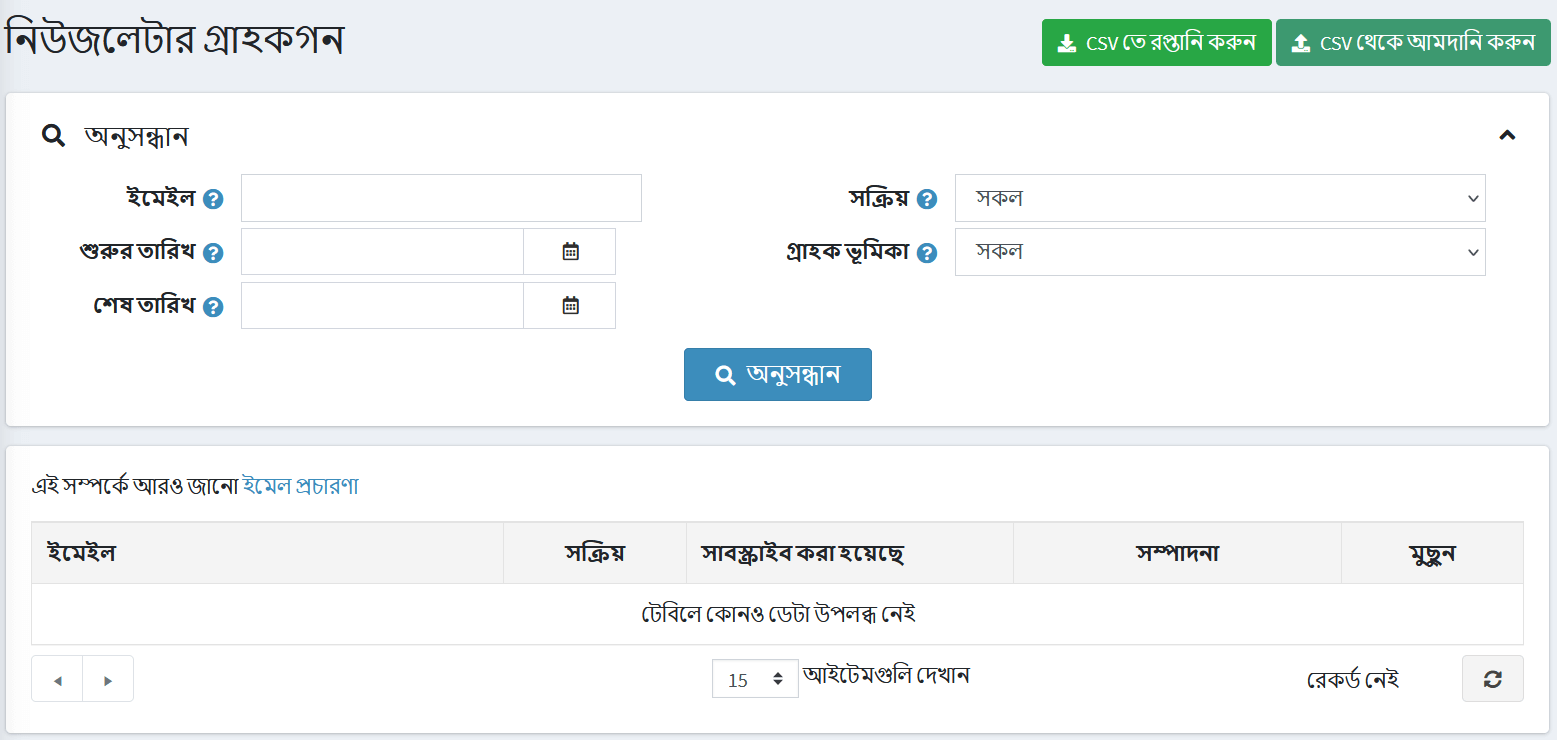 নিউজলেটার গ্রাহকগন
CSV তে রপ্তানি করুন
CSV থেকে আমদানি করুন
অনুসন্ধান
ইমেইল
সক্রিয়
সকল
শুরুর তারিখ
গ্রাহক ভূমিকা
সকল
শেষ তারিখ
অনুসন্ধান
এই সম্পর্কে আরও জানো ইমেল প্রচারণা
ইমেইল সক্রিয় সাবস্ক্রাইব করা হয়েছে সম্পাদনা মুছুন
টেবিলে কোনও ডেটা উপলব্ধ নেই
15 আইটেমগুলি দেখান
রেকর্ড নেই